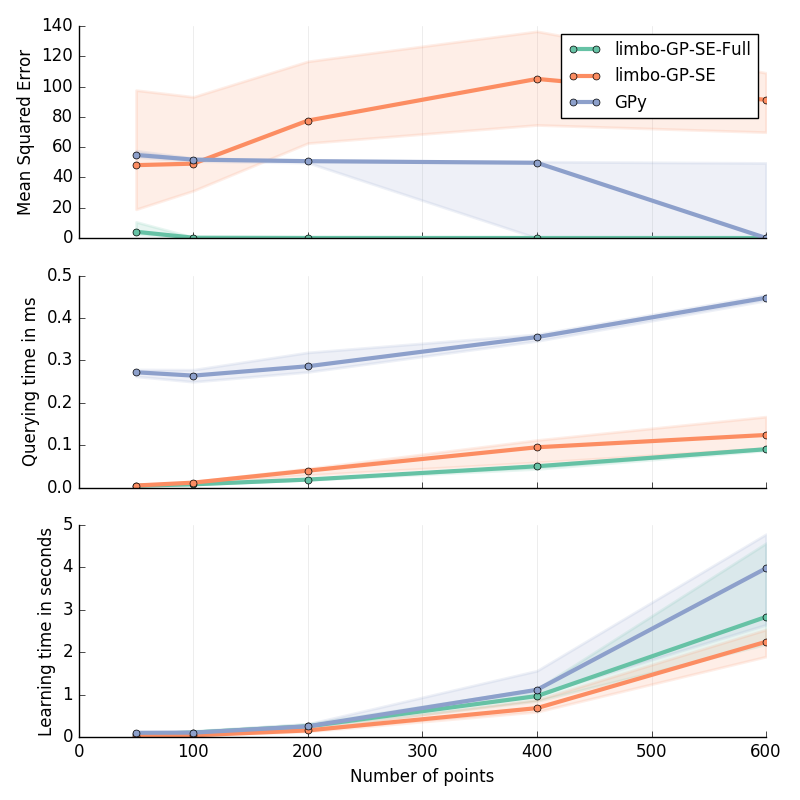 140
120
100
80
60
40
20
0
Mean Squared Error
limbo-GP-SE-Full
limbo-GP-SE
GPy
0.5
0.4
0.3
0.2
0.1
0.0
Querying time in ms
5
4
3
2
1
0
Learning time in seconds
0 100 200 300 400 500 600
Number of points